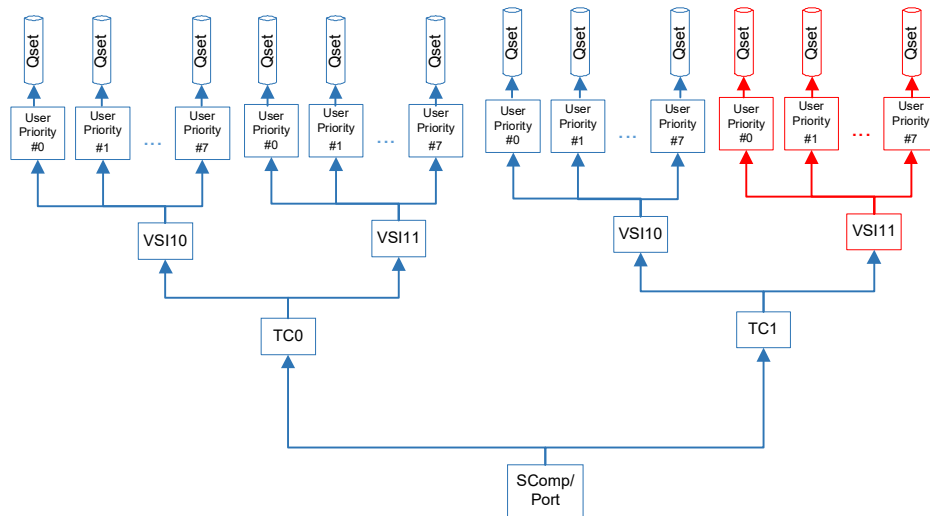 Qset
Qset
Qset
Qset
Qset
Qset
Qset
Qset
Qset
Qset
Qset
Qset
User
Priority
#0
User
Priority
#1
...
User
Priority
#7
User
Priority
#0
User
Priority
#1
...
User
Priority
#7
User
Priority
#0
User
Priority
#1
...
User
Priority
#7
User
Priority
#0
User
Priority
#1
...
User
Priority
#7
VSI10
VSI11
VSI10
VSI11
TC0
TC1
SComp/
Port